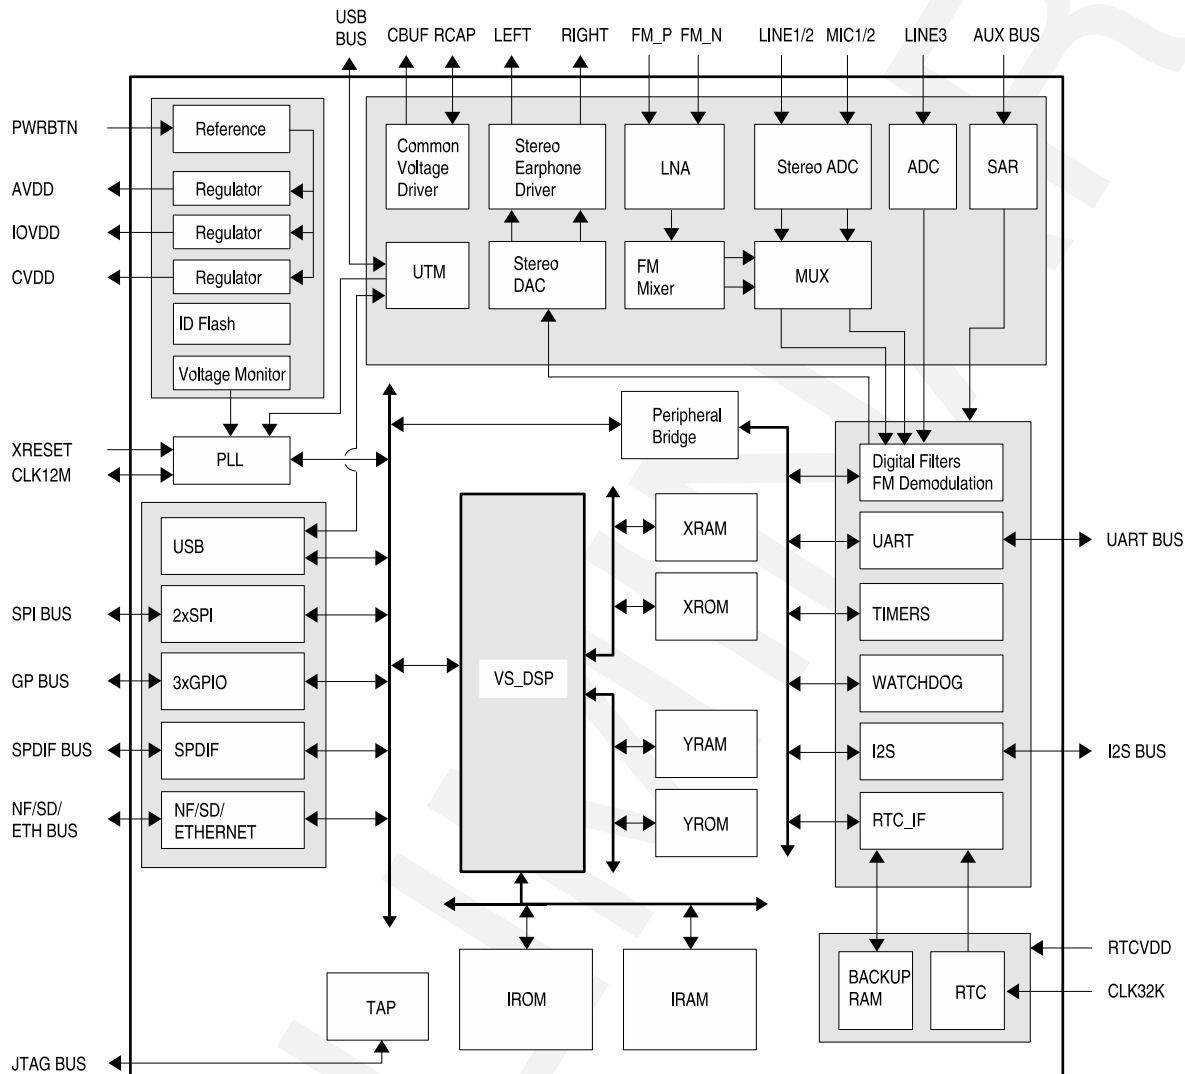 USB
BUS
CBUF RCAP
LEFT
RIGHT
FM_P FM_N
LINE1/2 MIC1/2
LINE3
AUX BUS
PWRBTN
AVDD
IOVDD
CVDD
Reference
Regulator
Regulator
Regulator
ID Flash
Voltage Monitor
Common
Voltage
Driver
Stereo
Earphone
Driver
LNA
Stereo ADC
ADC
SAR
UTM
Stereo
DAC
FM
Mixer
MUX
XRESET
CLK12M
PLL
Peripheral
Bridge
Digital Filters
FM Demodulation
USB
2xSPI
3xGPIO
SPDIF
NF/SD/
ETHERNET
SPI BUS
GP BUS
SPDIF BUS
NF/SD/
ETH BUS
VS_DSP
XRAM
XROM
YRAM
YROM
UART
TIMERS
WATCHDOG
I2S
RTC_IF
UART BUS
I2S BUS
IROM
IRAM
TAP
JTAG BUS
BACKUP
RAM
RTC
RTCVDD
CLK32K